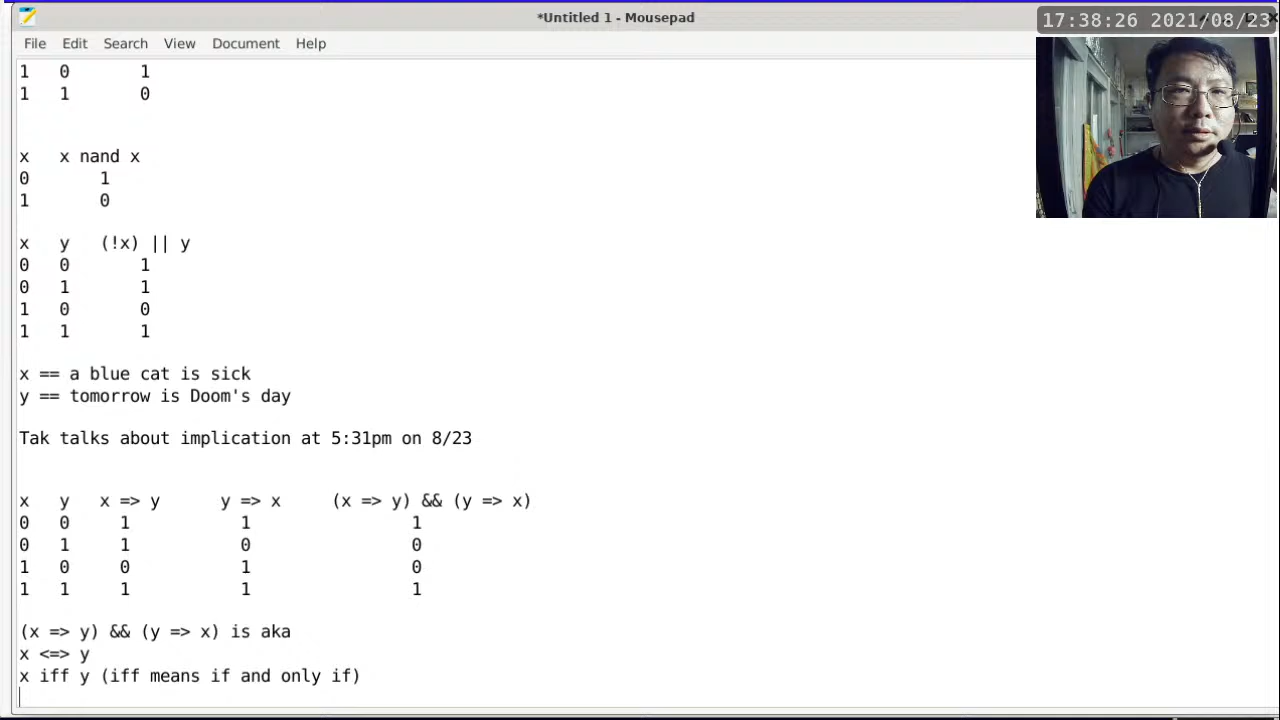 *Untitled 1 - Mousepad
17:38:26 2021/08/23
File Edit Search View Document Help
1   0       1
1   1       0
x   x nand x
0       1
1       0
x   y   (!x) || y
0   0       1
0   1       1
1   0       0
1   1       1
x == a blue cat is sick
y == tomorrow is Doom's day
Tak talks about implication at 5:31pm on 8/23
x   y   x => y      y => x     (x => y) && (y => x)
0   0     1           1                1
0   1     1           0                0
1   0     0           1                0
1   1     1           1                1
(x => y) && (y => x) is aka
x <=> y
x iff y (iff means if and only if)